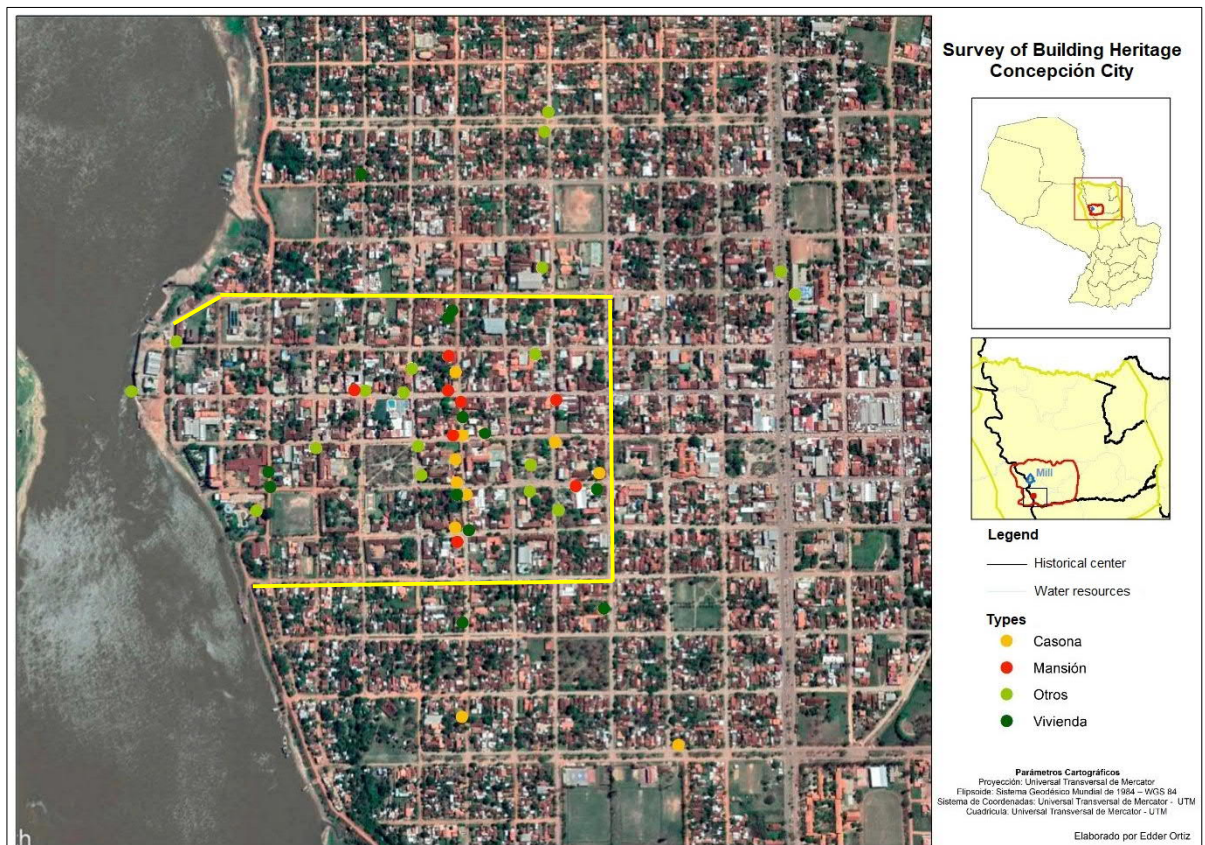 Survey of Building Heritage
Concepción City
Mill
Legend
Historical center
Water resources
Types
Casona
Mansión
Otros
Vivienda
Parámetros Cartográficos
Proyección: Universal Transversal de Mercator
Flipsoide: Sistema Geodésico Mundial de 1984 – WGS 84
Sistema de Coordenadas: Universal Transversal de Mercator - UTM
Cuadrícula: Universal Transversal de Mercator - UTM
Elaborado por Edder Ortiz
h